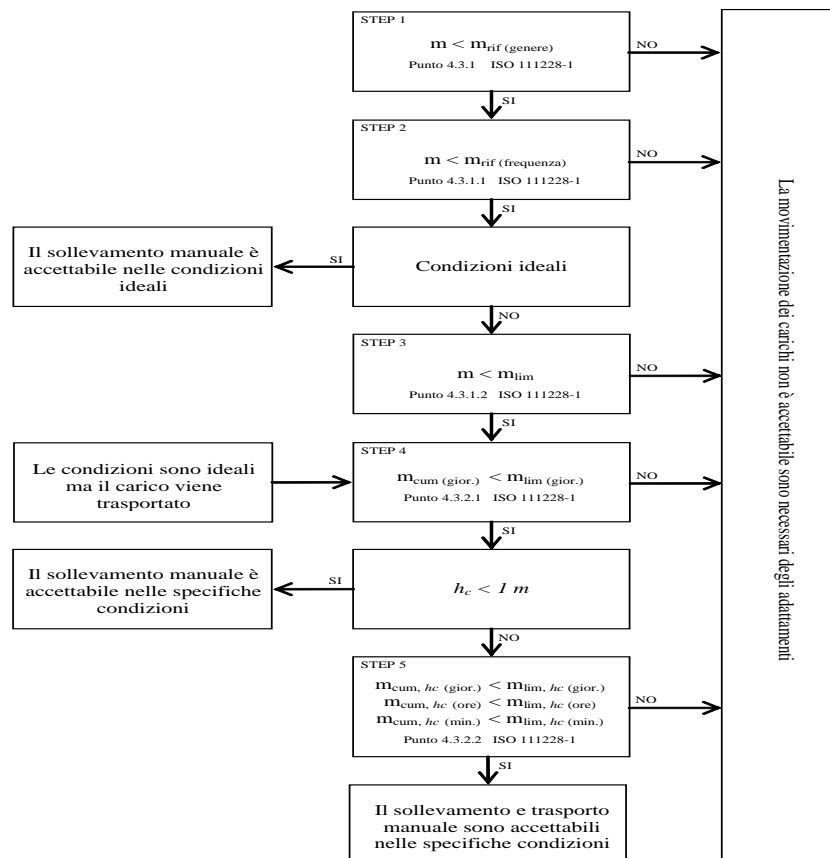 STEP 1
m < mrif (genere)
Punto 4.3.1 ISO 111228-1
NO
SI
STEP 2
m < mrif (frequenza)
Punto 4.3.1.1 ISO 111228-1
NO
SI
Il sollevamento manuale è
accettabile nelle condizioni
ideali
SI
Condizioni ideali
NO
STEP 3
m < mlim
Punto 4.3.1.2 ISO 111228-1
NO
SI
Le condizioni sono ideali
ma il carico viene
trasportato
STEP 4
mcum (gior.) < mlim (gior.)
Punto 4.3.2.1 ISO 111228-1
NO
SI
Il sollevamento manuale è
accettabile nelle specifiche
condizioni
SI
hc < 1 m
NO
STEP 5
mcum, hc (gior.) < mlim, hc (gior.)
mcum, hc (ore) < mlim, hc (ore)
mcum, hc (min.) < mlim, hc (min.)
Punto 4.3.2.2 ISO 111228-1
NO
SI
Il sollevamento e trasporto
manuale sono accettabili
nelle specifiche condizioni
La movimentazione dei carichi non è accettabile sono necessari degli adattamenti